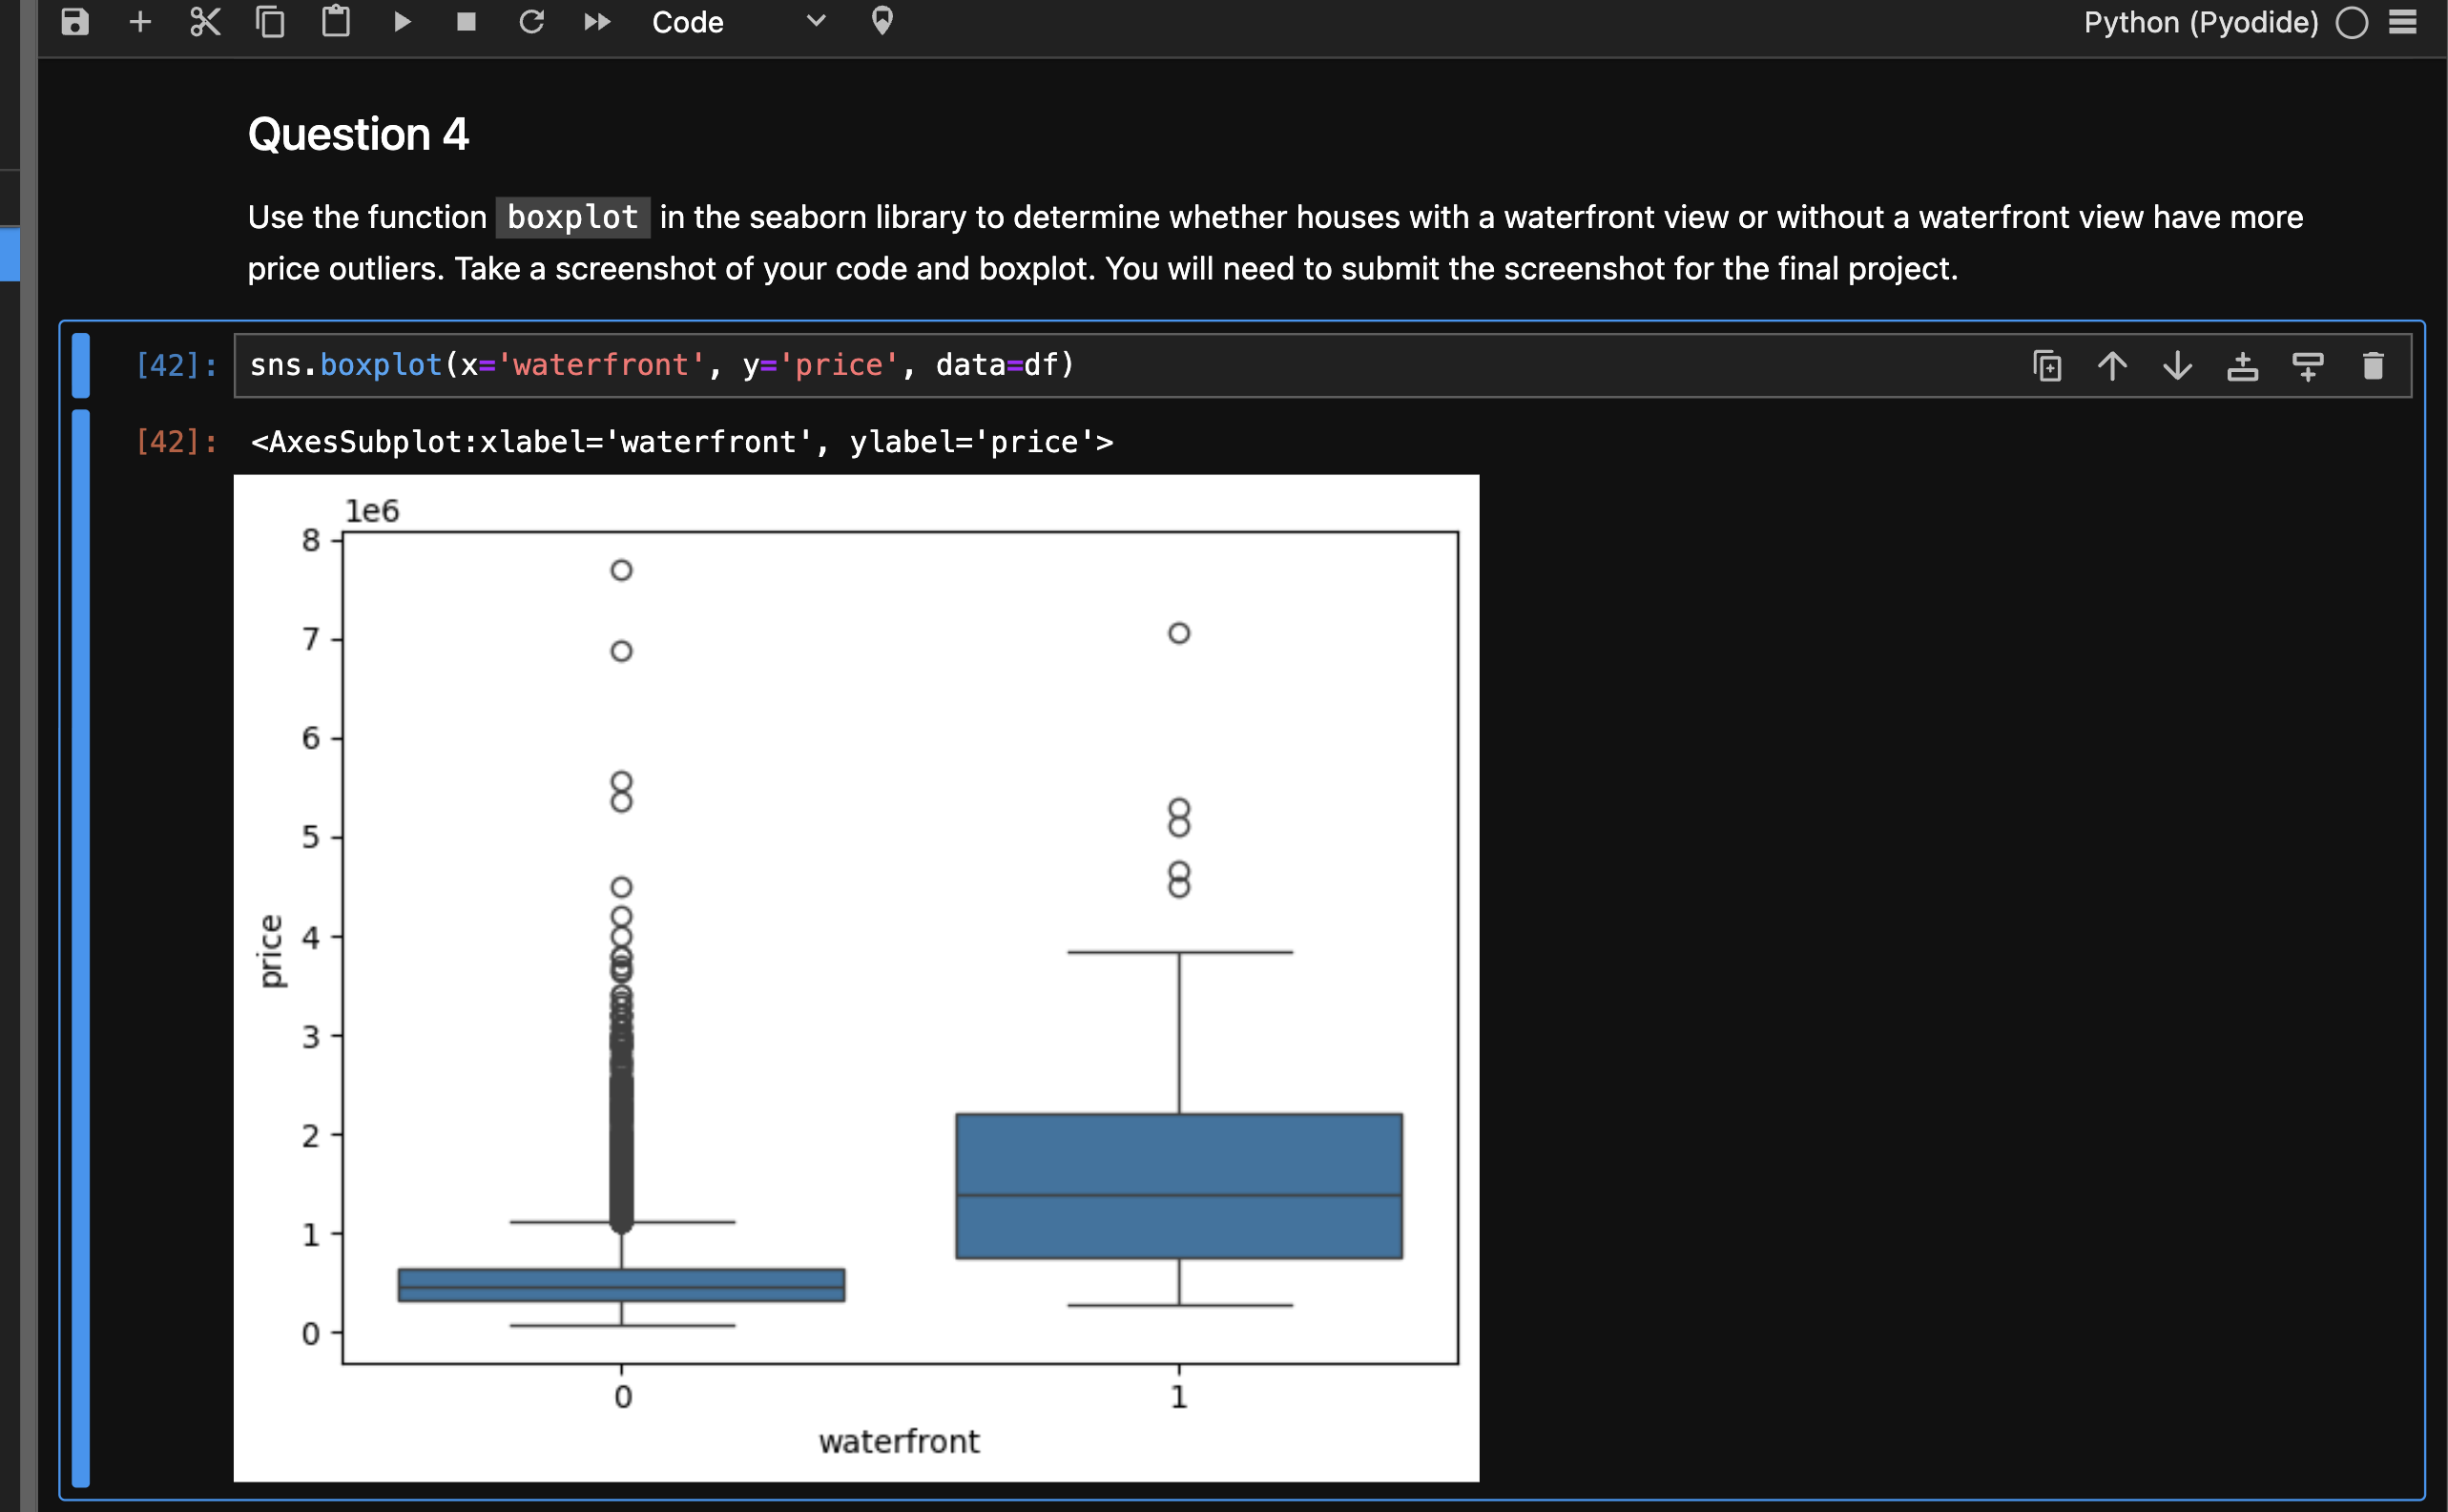 Code
Python (Pyodide)
Question 4
Use the function boxplot in the seaborn library to determine whether houses with a waterfront view or without a waterfront view have more
price outliers. Take a screenshot of your code and boxplot. You will need to submit the screenshot for the final project.
[42]: sns.boxplot(x='waterfront', y='price', data=df)
[42]: <AxesSubplot:xlabel='waterfront', ylabel='price'>
1e6
8
7
6
5
4
3
2
1
0
price
0 1
waterfront